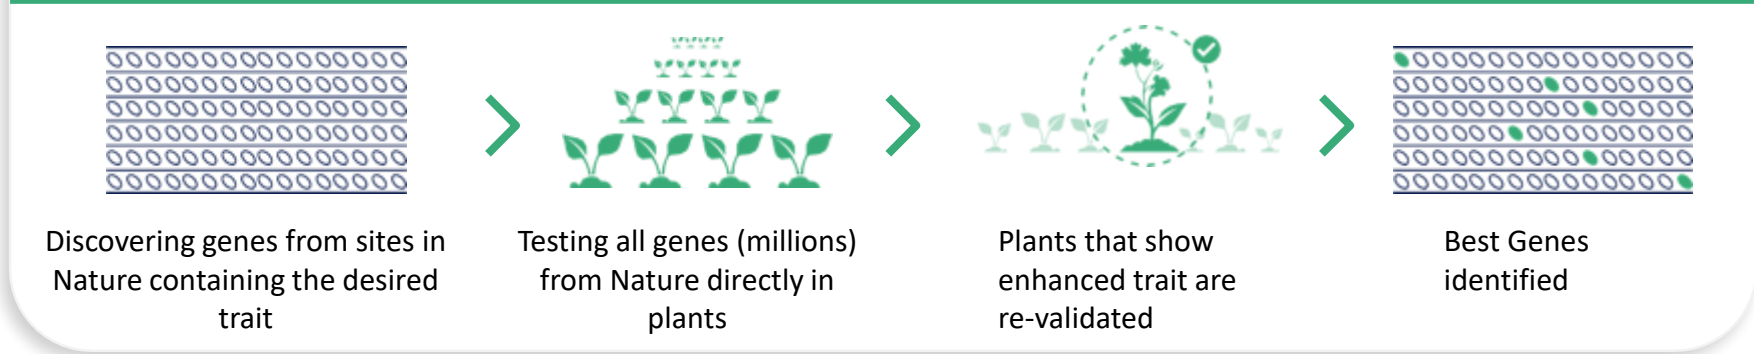 Discovering genes from sites in
Nature containing the desired
trait
Testing all genes (millions)
from Nature directly in
plants
Plants that show
enhanced trait are
re-validated
Best Genes
identified